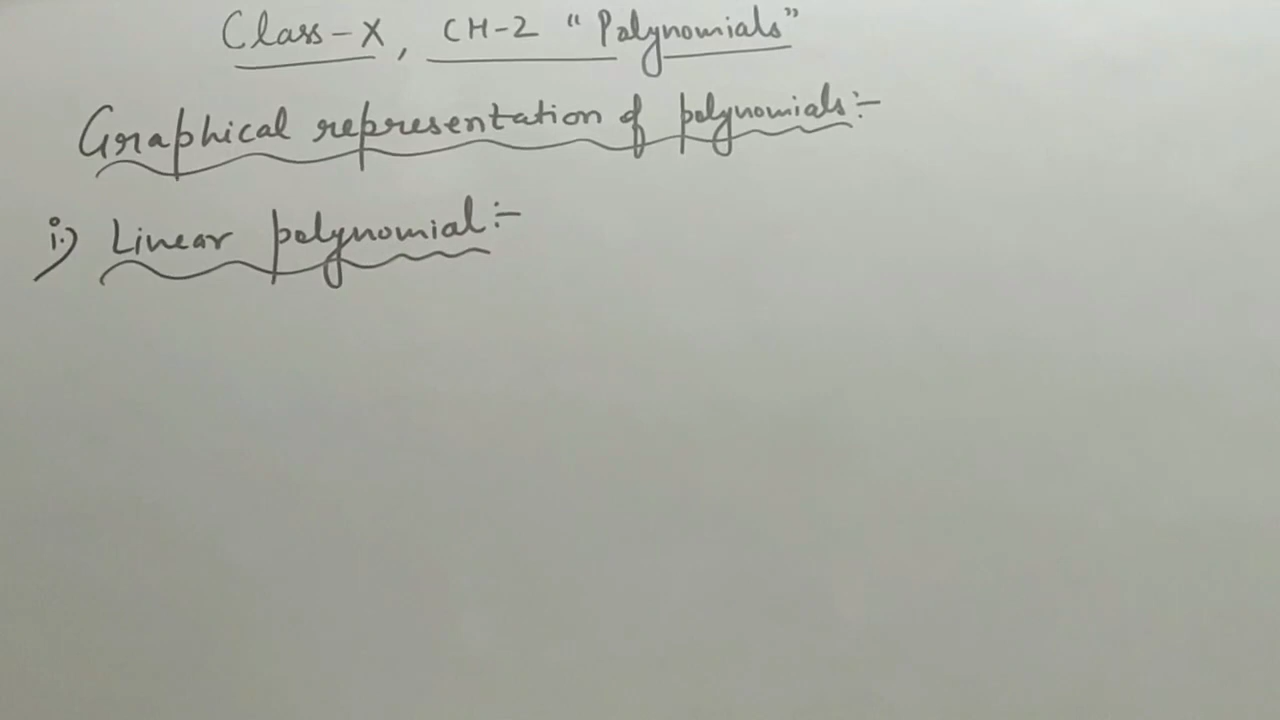 Class-X, CH-2 "Polynomials"
Graphical representation of polynomials:-
i.) Linear polynomial:-